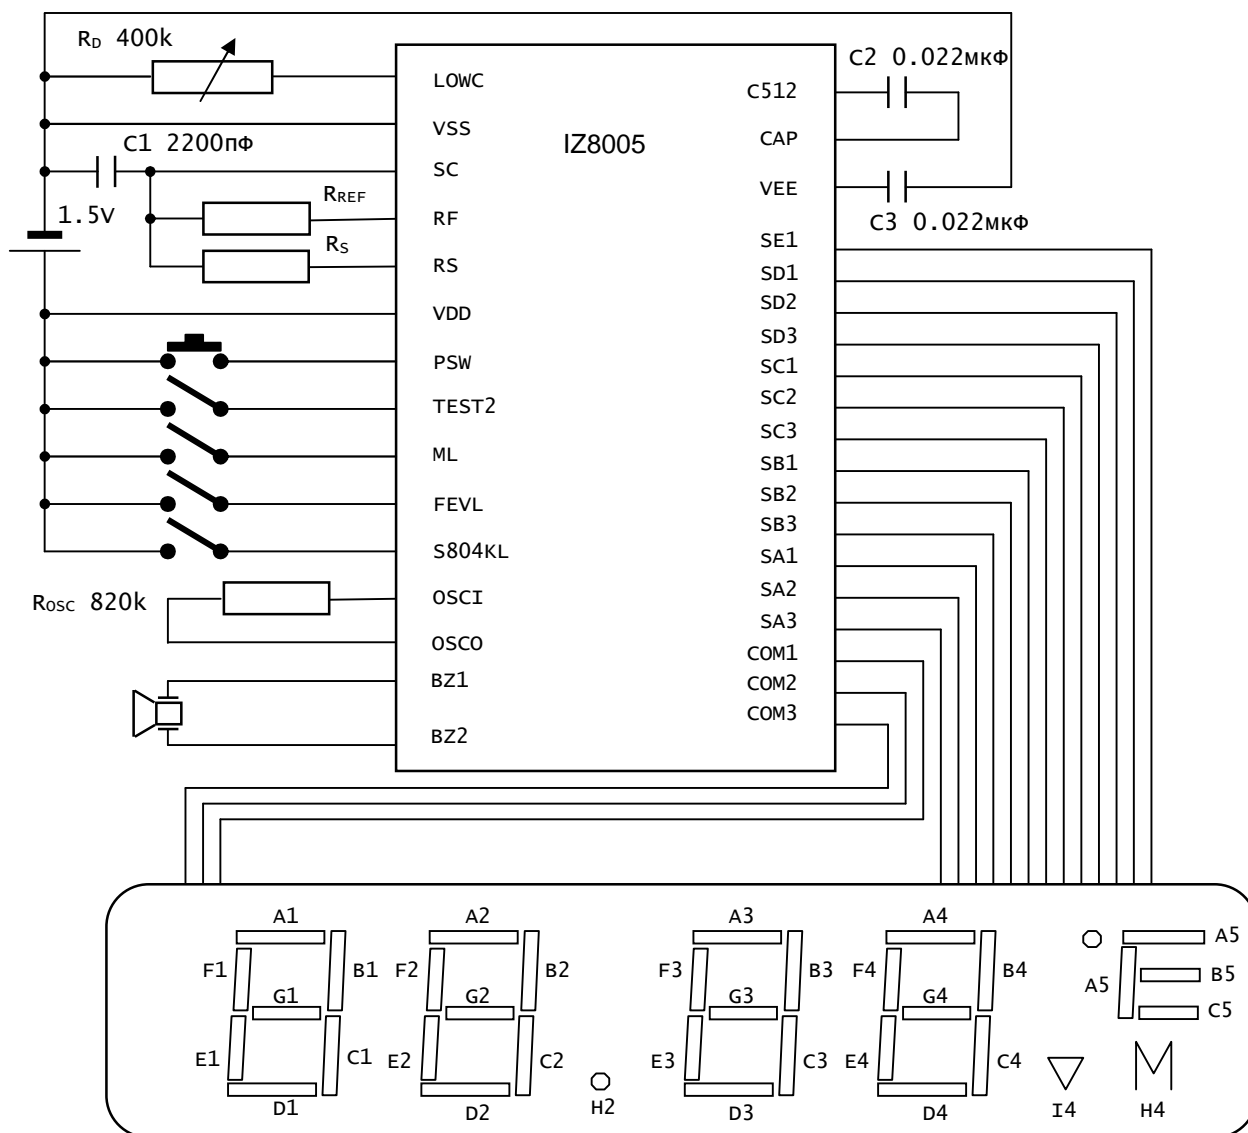 R_D 400k
LOWC
C2 0.022мкФ
C512
VSS
C1 2200пФ
IZ8005
CAP
SC
VEE
R_REF
1.5V
RF
C3 0.022мкФ
R_S
SE1
RS
SD1
SD2
VDD
SD3
PSW
SC1
SC2
TEST2
SC3
ML
SB1
SB2
FEVL
SB3
S804KL
SA1
SA2
OSCI
R_OSC 820k
SA3
OSCO
COM1
BZ1
COM2
COM3
BZ2
A1 A2 A3 A4 A5
F1 B1 F2 B2 F3 B3 F4 B4 A5 B5
G1 G2 G3 G4 C5
E1 C1 E2 C2 E3 C3 E4 C4
D1 D2 H2 D3 D4 I4 H4